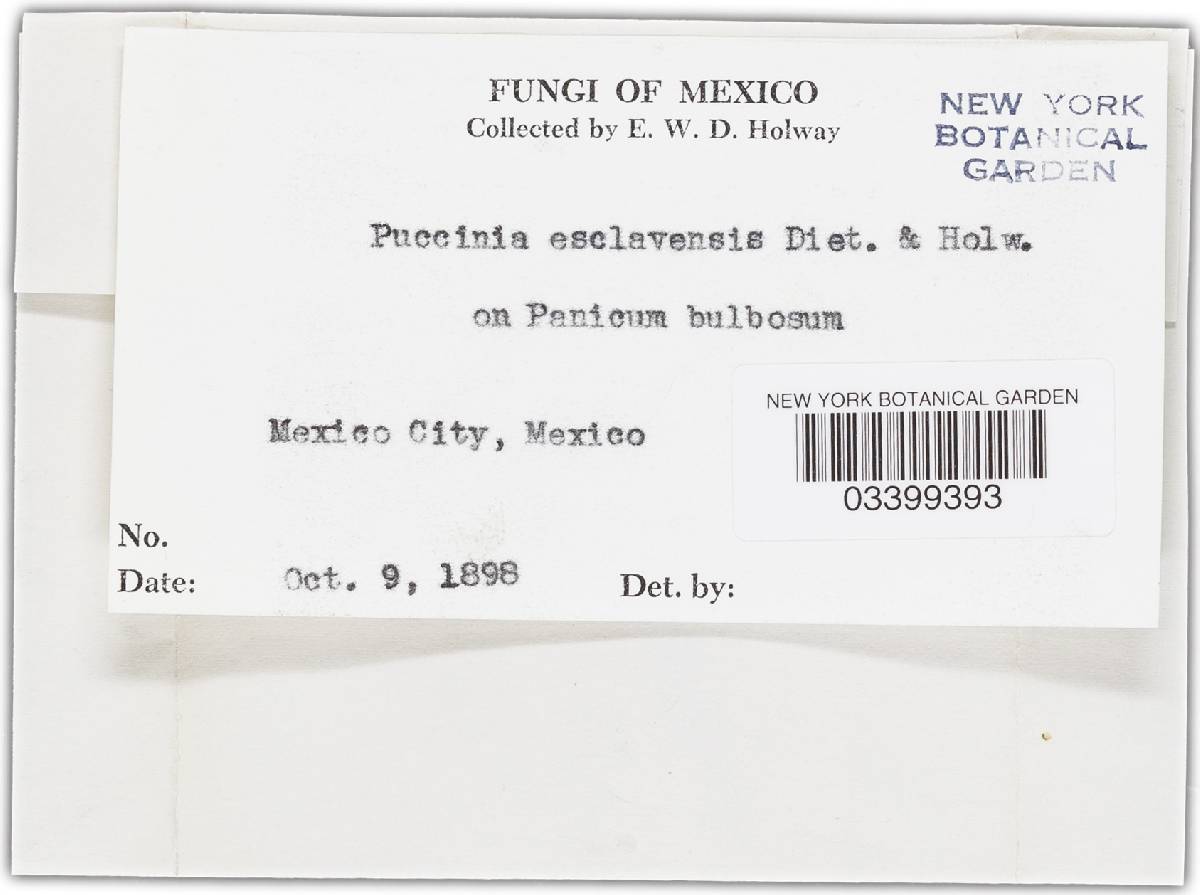 FUNGI OF MEXICO
Collected by E. W. D. Holway
NEW YORK
BOTANICAL
GARDEN
Puccinia esclavensis Diet. & Holw.
on Panicum bulbosum
Mexico City, Mexico
NEW YORK BOTANICAL GARDEN
03399393
No.
Date: Oct. 9, 1898 Det. by: